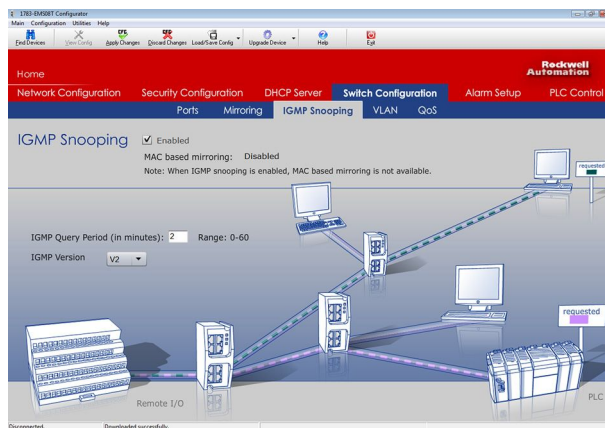 1783-EMS08T Configurator
Main Configuration Utilities Help
Find Devices View Config Apply Changes Discard Changes Load/Save Config Upgrade Device Help Exit
Home
Rockwell
Automation
Network Configuration Security Configuration DHCP Server Switch Configuration Alarm Setup PLC Control
Ports Mirroring IGMP Snooping VLAN QoS
IGMP Snooping Enabled
MAC based mirroring: Disabled
Note: When IGMP snooping is enabled, MAC based mirroring is not available.
requested
IGMP Query Period (in minutes): 2 Range: 0-60
IGMP Version V2
requested
Remote I/O
PLC
Disconnected. Downloaded successfully.